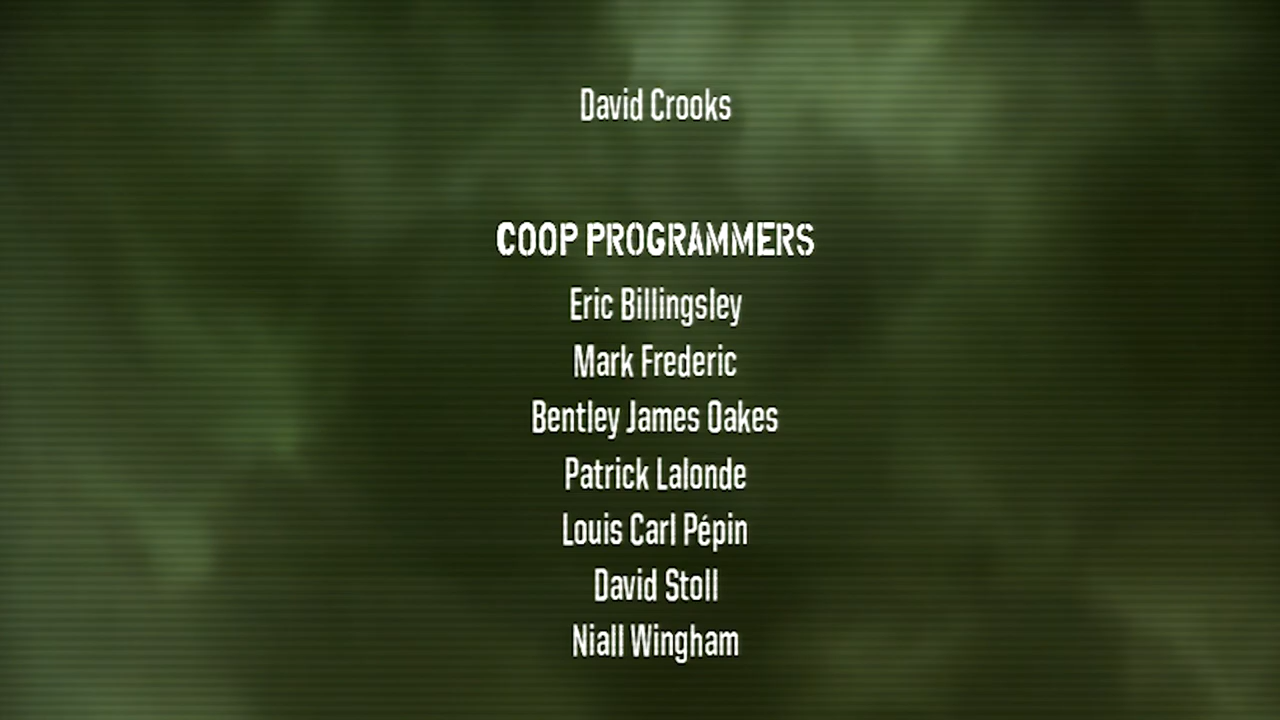 David Crooks
COOP PROGRAMMERS
Eric Billingsley
Mark Frederic
Bentley James Oakes
Patrick Lalonde
Louis Carl Pépin
David Stoll
Niall Wingham